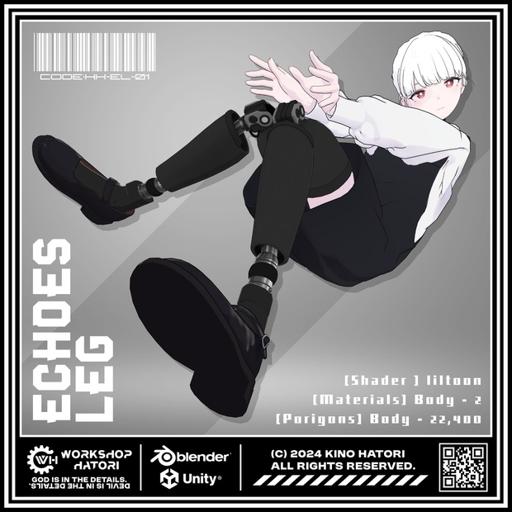 CODE-HH-EL-01
ECHOES
LEG
[Shader ] liltoon
[Materials] Body - 2
[Porigons] Body - 22,400
WH
WORKSHOP
HATORI
GOD IS IN THE DETAILS.
DEVIL IS IN THE DETAILS.
blender
Unity®
(C) 2024 KINO HATORI
ALL RIGHTS RESERVED.